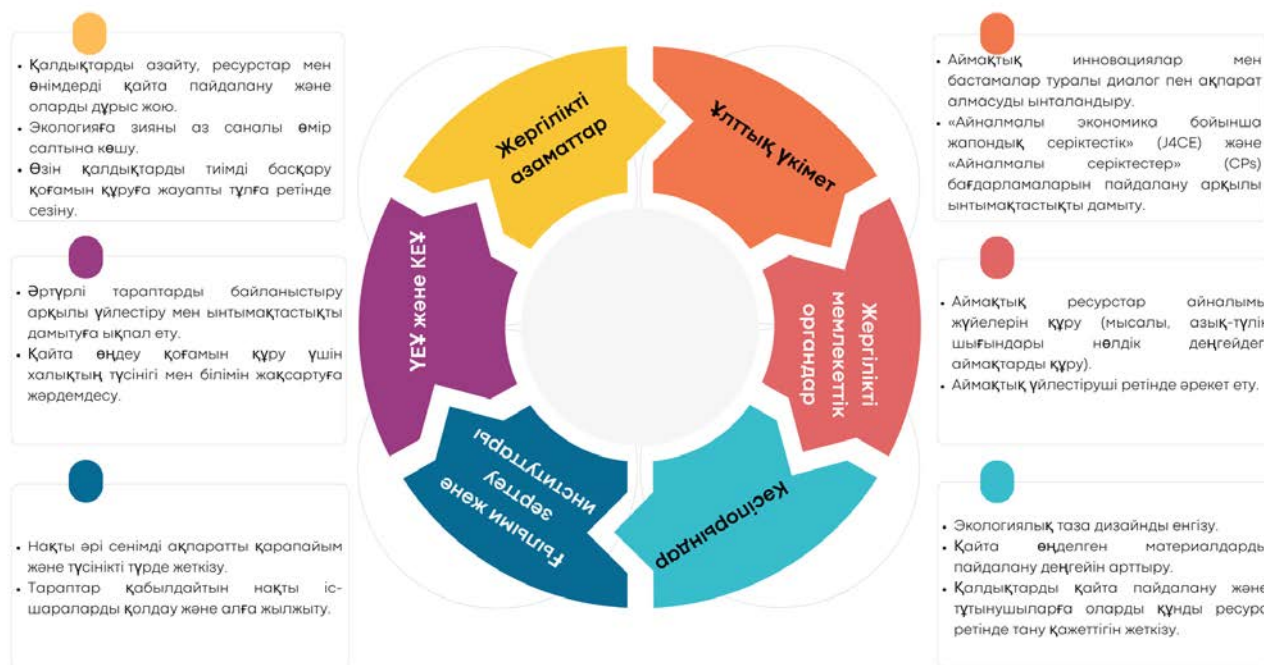 • Қалдықтарды азайту, ресурстар мен
өнімдерді қайта пайдалану және
оларды дұрыс жою.
• Экологияға зияны аз саналы өмір
салтына көшу.
• Өзін қалдықтарды тиімді басқару
қоғамын құруға жауапты тұлға ретінде
сезіну.
• Әртүрлі тараптарды байланыстыру
арқылы үйлестіру мен ынтымақтастықты
дамытуға ықпал ету.
• Қайта өңдеу қоғамын құру үшін
халықтың түсінігі мен білімін жақсартуға
жәрдемдесу.
• Нақты әрі сенімді ақпаратты қарапайым
және түсінікті түрде жеткізу.
• Тараптар қабылдайтын нақты іс-
шараларды қолдау және алға жылжыту.
Жергілікті
азаматтар
Ұлттық үкімет
Жергілікті
мемлекеттік
органдар
Кәсіпорындар
Ғылыми және
зерттеу
институттары
ҮЕҰ және КЕҰ
• Аймақтық инновациялар мен
бастамалар туралы диалог пен ақпарат
алмасуды ынталандыру.
• «Айналмалы экономика бойынша
жапондық серіктестік» (J4CE) және
«Айналмалы серіктестер» (CPs)
бағдарламаларын пайдалану арқылы
ынтымақтастықты дамыту.
• Аймақтық ресурстар айналымы
жүйелерін құру (мысалы, азық-түлік
шығындары нөлдік деңгейдег
аймақтарды құру).
• Аймақтық үйлестіруші ретінде әрекет ету.
• Экологиялық таза дизайнды енгізу.
• Қайта өңделген материалдарды
пайдалану деңгейін арттыру.
• Қалдықтарды қайта пайдалану және
тұтынушыларға оларды құнды ресурс
ретінде тану қажеттігін жеткізу.